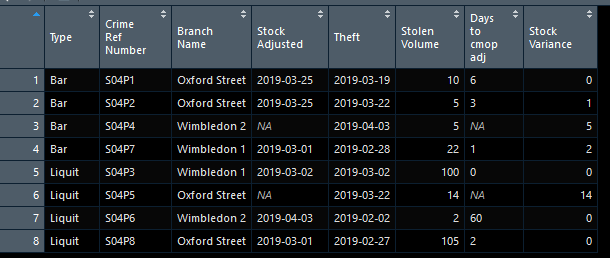 Type Crime Ref Number Branch Name Stock Adjusted Theft Stolen Volume Days to cmop adj Stock Variance
1 Bar S04P1 Oxford Street 2019-03-25 2019-03-19 10 6 0
2 Bar S04P2 Oxford Street 2019-03-25 2019-03-22 5 3 1
3 Bar S04P4 Wimbledon 2 NA 2019-04-03 5 NA 5
4 Bar S04P7 Wimbledon 1 2019-03-01 2019-02-28 22 1 2
5 Liquit S04P3 Wimbledon 1 2019-03-02 2019-03-02 100 0 0
6 Liquit S04P5 Oxford Street NA 2019-03-22 14 NA 14
7 Liquit S04P6 Wimbledon 2 2019-04-03 2019-02-02 2 60 0
8 Liquit S04P8 Oxford Street 2019-03-01 2019-02-27 105 2 0